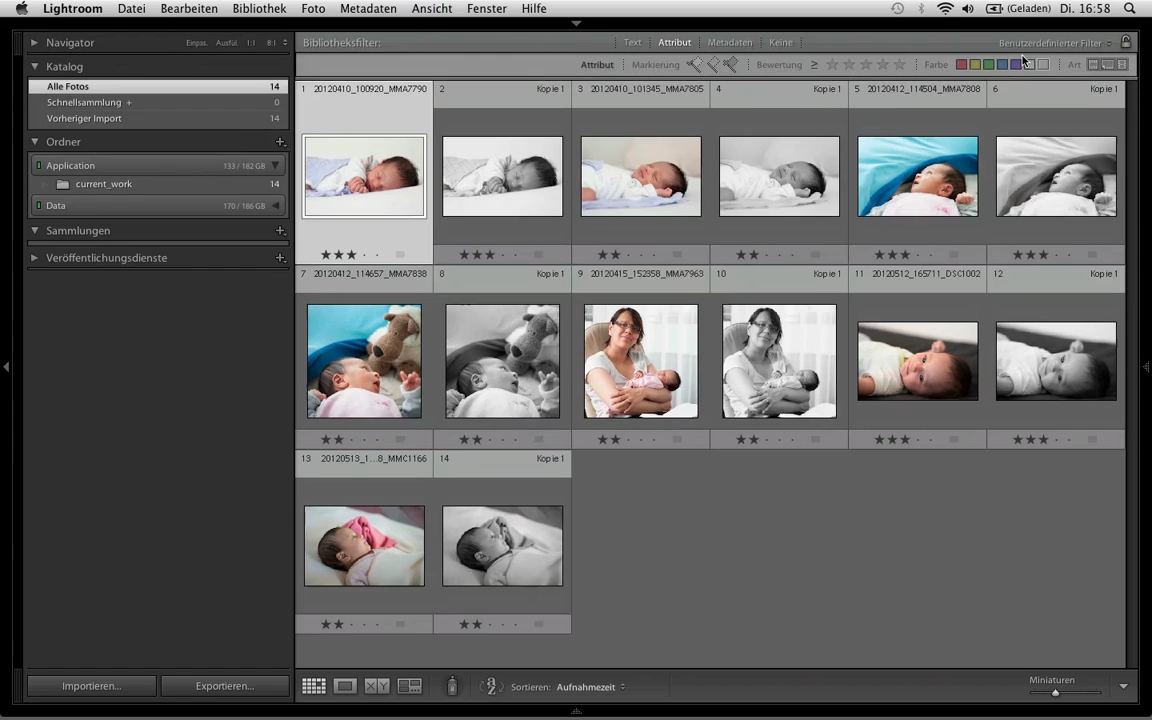 Lightroom Datei Bearbeiten Bibliothek Foto Metadaten Ansicht Fenster Hilfe (Geladen) Di. 16:58
Navigator Einpas. Ausfül. 1:1 8:1
Bibliotheksfilter: Text Attribut Metadaten Keine Benutzerdefinierter Filter
Katalog
Attribut Markierung Bewertung ≥ Farbe Art
Alle Fotos 14
Schnellsammlung + 0
Vorheriger Import 14
Ordner
Application 133 / 182 GB
current_work 14
Data 170 / 186 GB
Sammlungen
Veröffentlichungsdienste
1 20120410_100920_MMA7790 2 Kopie 1 3 20120410_101345_MMA7805 4 Kopie 1 5 20120412_114504_MMA7808 6 Kopie 1
7 20120412_114657_MMA7838 8 Kopie 1 9 20120415_152358_MMA7963 10 Kopie 1 11 20120512_165711_DSC1002 12 Kopie 1
13 20120513_1...8_MMC1166 14 Kopie 1
Importieren... Exportieren... XY Sortieren: Aufnahmezeit Miniaturen